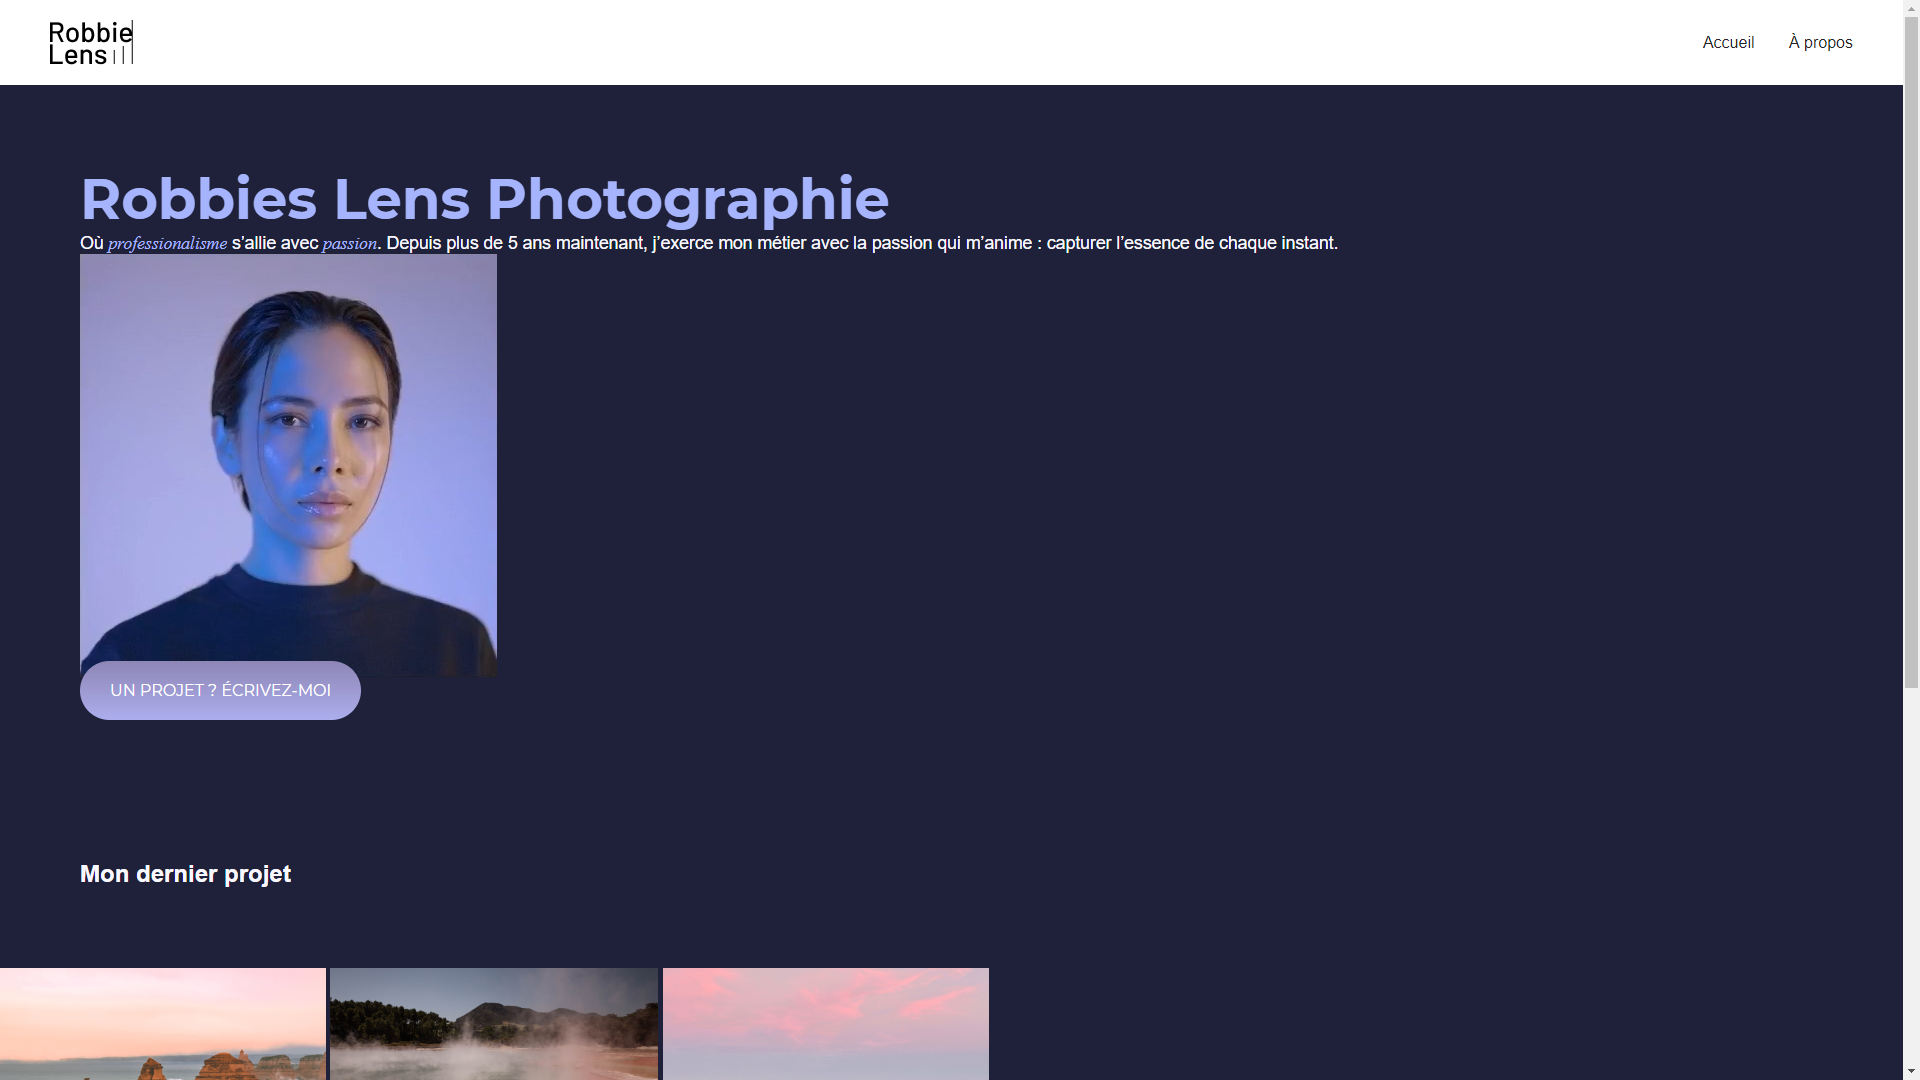 Robbie
Lens
Accueil
À propos
Robbies Lens Photographie
Où professionalisme s’allie avec passion. Depuis plus de 5 ans maintenant, j’exerce mon métier avec la passion qui m’anime : capturer l’essence de chaque instant.
UN PROJET ? ÉCRIVEZ-MOI
Mon dernier projet